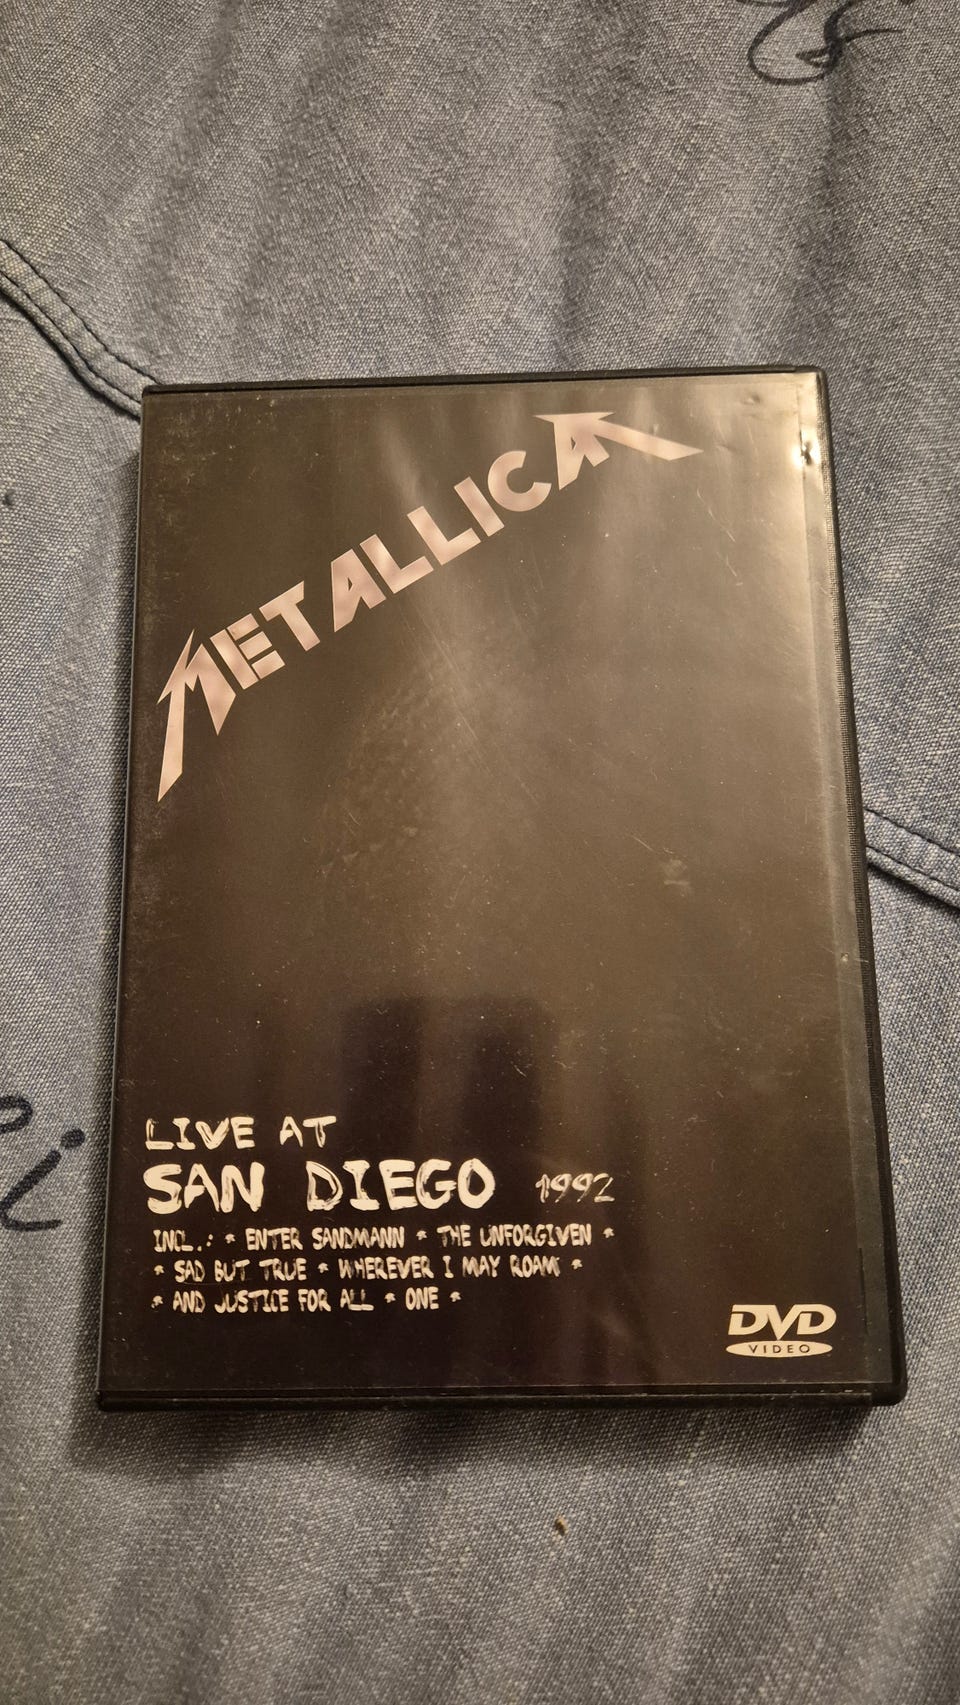 METALLICA
LIVE AT
SAN DIEGO 1992
INCL.: * ENTER SANDMANN * THE UNFORGIVEN *
* SAD BUT TRUE * WHEREVER I MAY ROAM *
* AND JUSTICE FOR ALL * ONE *
DVD
VIDEO